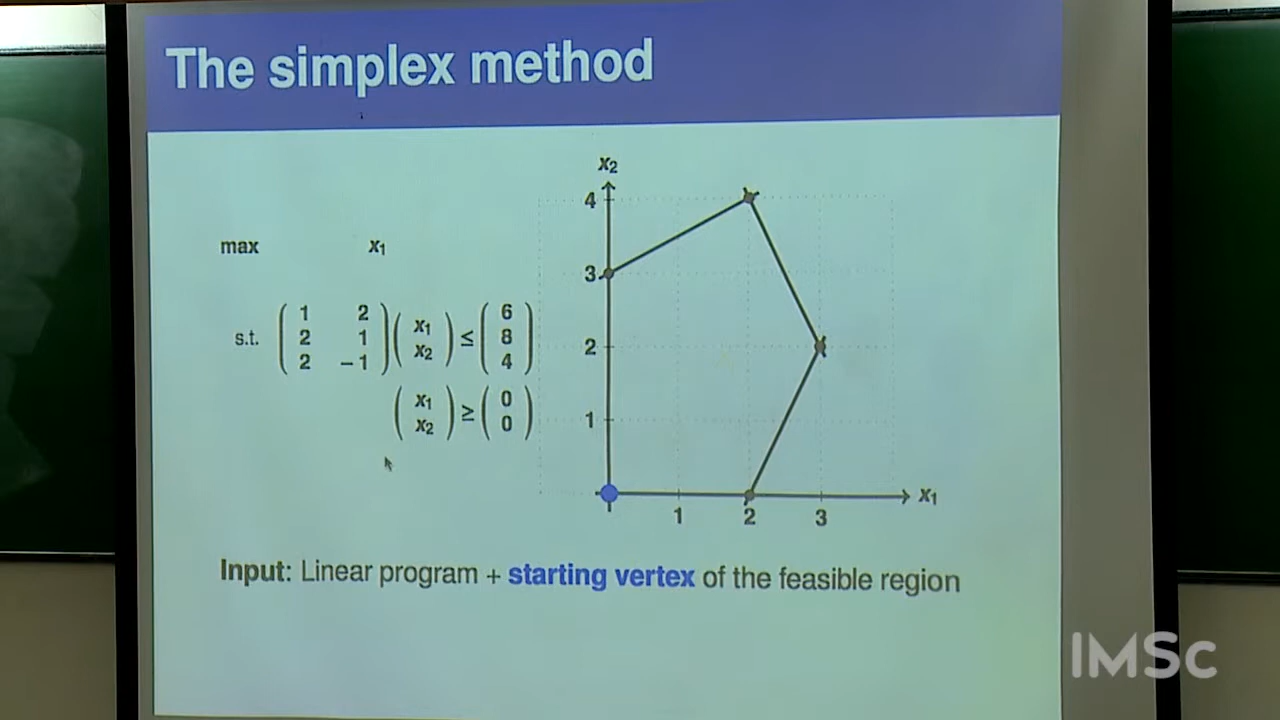 The simplex method
max x₁
s.t. ( 1 2 ) ( x₁ ) ≤ ( 6 )
( 2 1 ) ( x₂ ) ( 8 )
( 2 −1 ) ( 4 )
( x₁ ) ≥ ( 0 )
( x₂ ) ( 0 )
x₂
4
3
2
1
1 2 3
x₁
Input: Linear program + starting vertex of the feasible region
IMSc